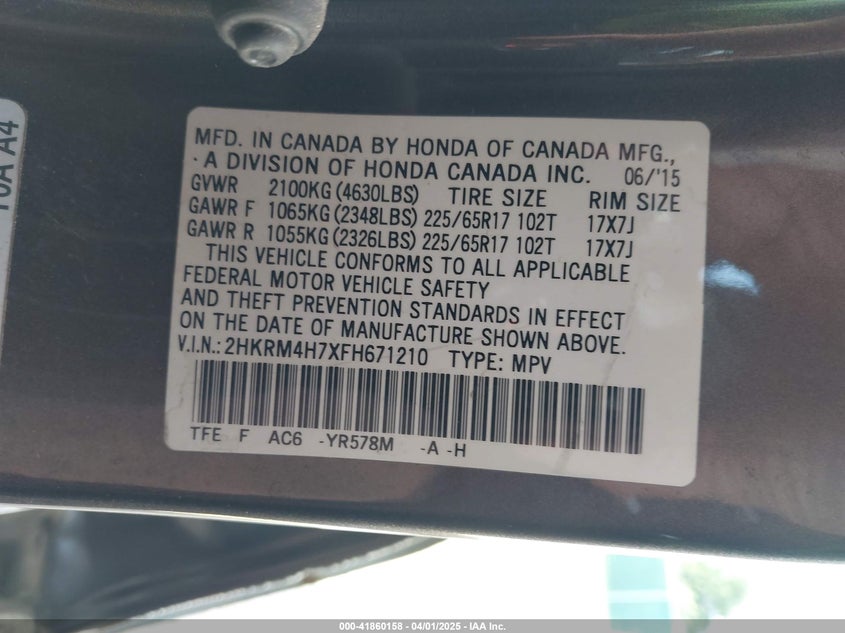 10A A4
MFD. IN CANADA BY HONDA OF CANADA MFG.,
A DIVISION OF HONDA CANADA INC. 06/'15
GVWR 2100KG (4630LBS) TIRE SIZE RIM SIZE
GAWR F 1065KG (2348LBS) 225/65R17 102T 17X7J
GAWR R 1055KG (2326LBS) 225/65R17 102T 17X7J
THIS VEHICLE CONFORMS TO ALL APPLICABLE
FEDERAL MOTOR VEHICLE SAFETY
AND THEFT PREVENTION STANDARDS IN EFFECT
ON THE DATE OF MANUFACTURE SHOWN ABOVE.
V.I.N.: 2HKRM4H7XFH671210 TYPE: MPV
TFE F AC6 -YR578M -A -H
000-41860158 - 04/01/2025 - IAA Inc.